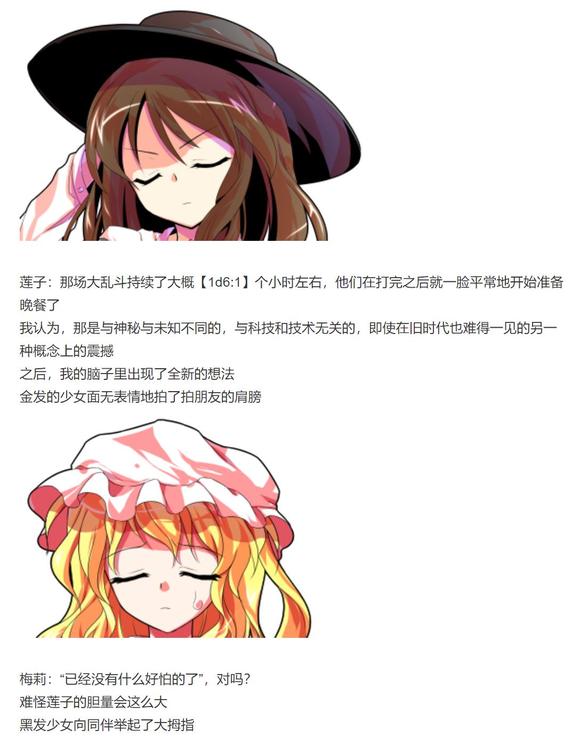 莲子：那场大乱斗持续了大概【1d6:1】个小时左右，他们在打完之后就一脸平常地开始准备
晚餐了
我认为，那是与神秘与未知不同的，与科技和技术无关的，即使在旧时代也难得一见的另一
种概念上的震撼
之后，我的脑子里出现了全新的想法
金发的少女面无表情地拍了拍朋友的肩膀
梅莉：“已经没有什么好怕的了”，对吗？
难怪莲子的胆量会这么大
黑发少女向同伴举起了大拇指